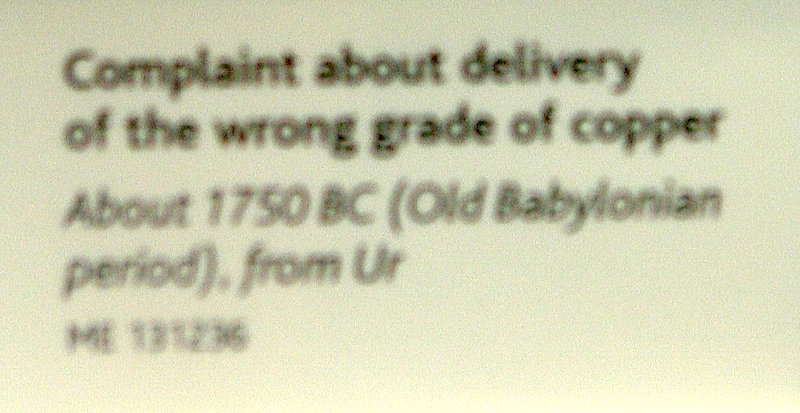 Complaint about delivery
of the wrong grade of copper
About 1750 BC (Old Babylonian
period), from Ur
ME 131236